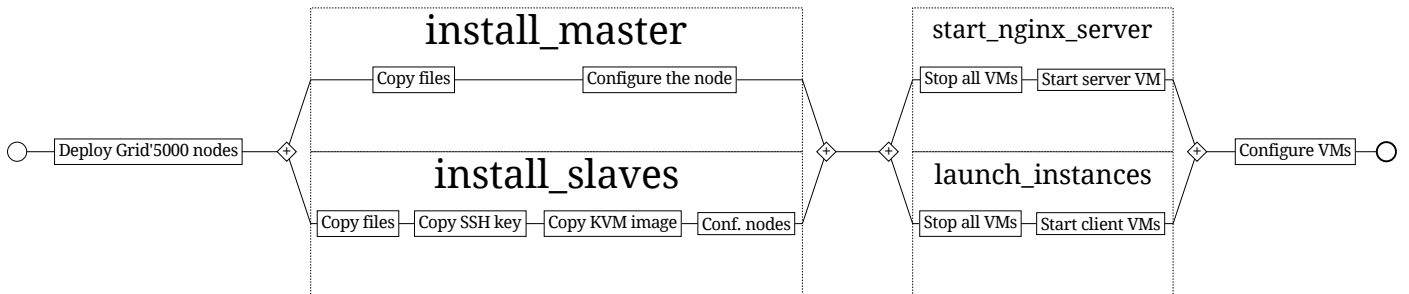 Deploy Grid'5000 nodes
install_master
Copy files
Configure the node
install_slaves
Copy files
Copy SSH key
Copy KVM image
Conf. nodes
start_nginx_server
Stop all VMs
Start server VM
launch_instances
Stop all VMs
Start client VMs
Configure VMs